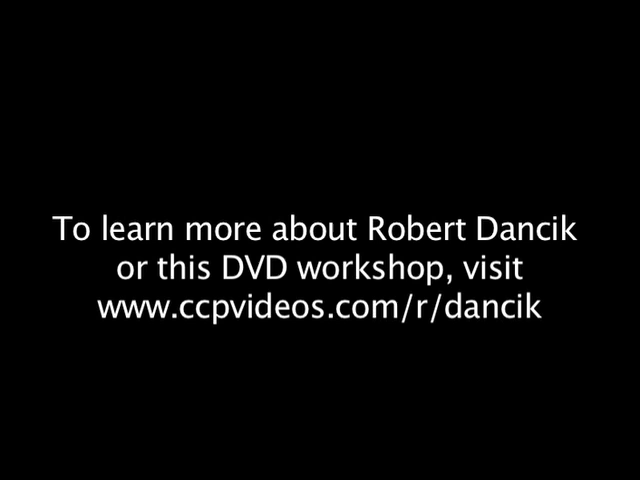 To learn more about Robert Dancik
or this DVD workshop, visit
www.ccpvideos.com/r/dancik